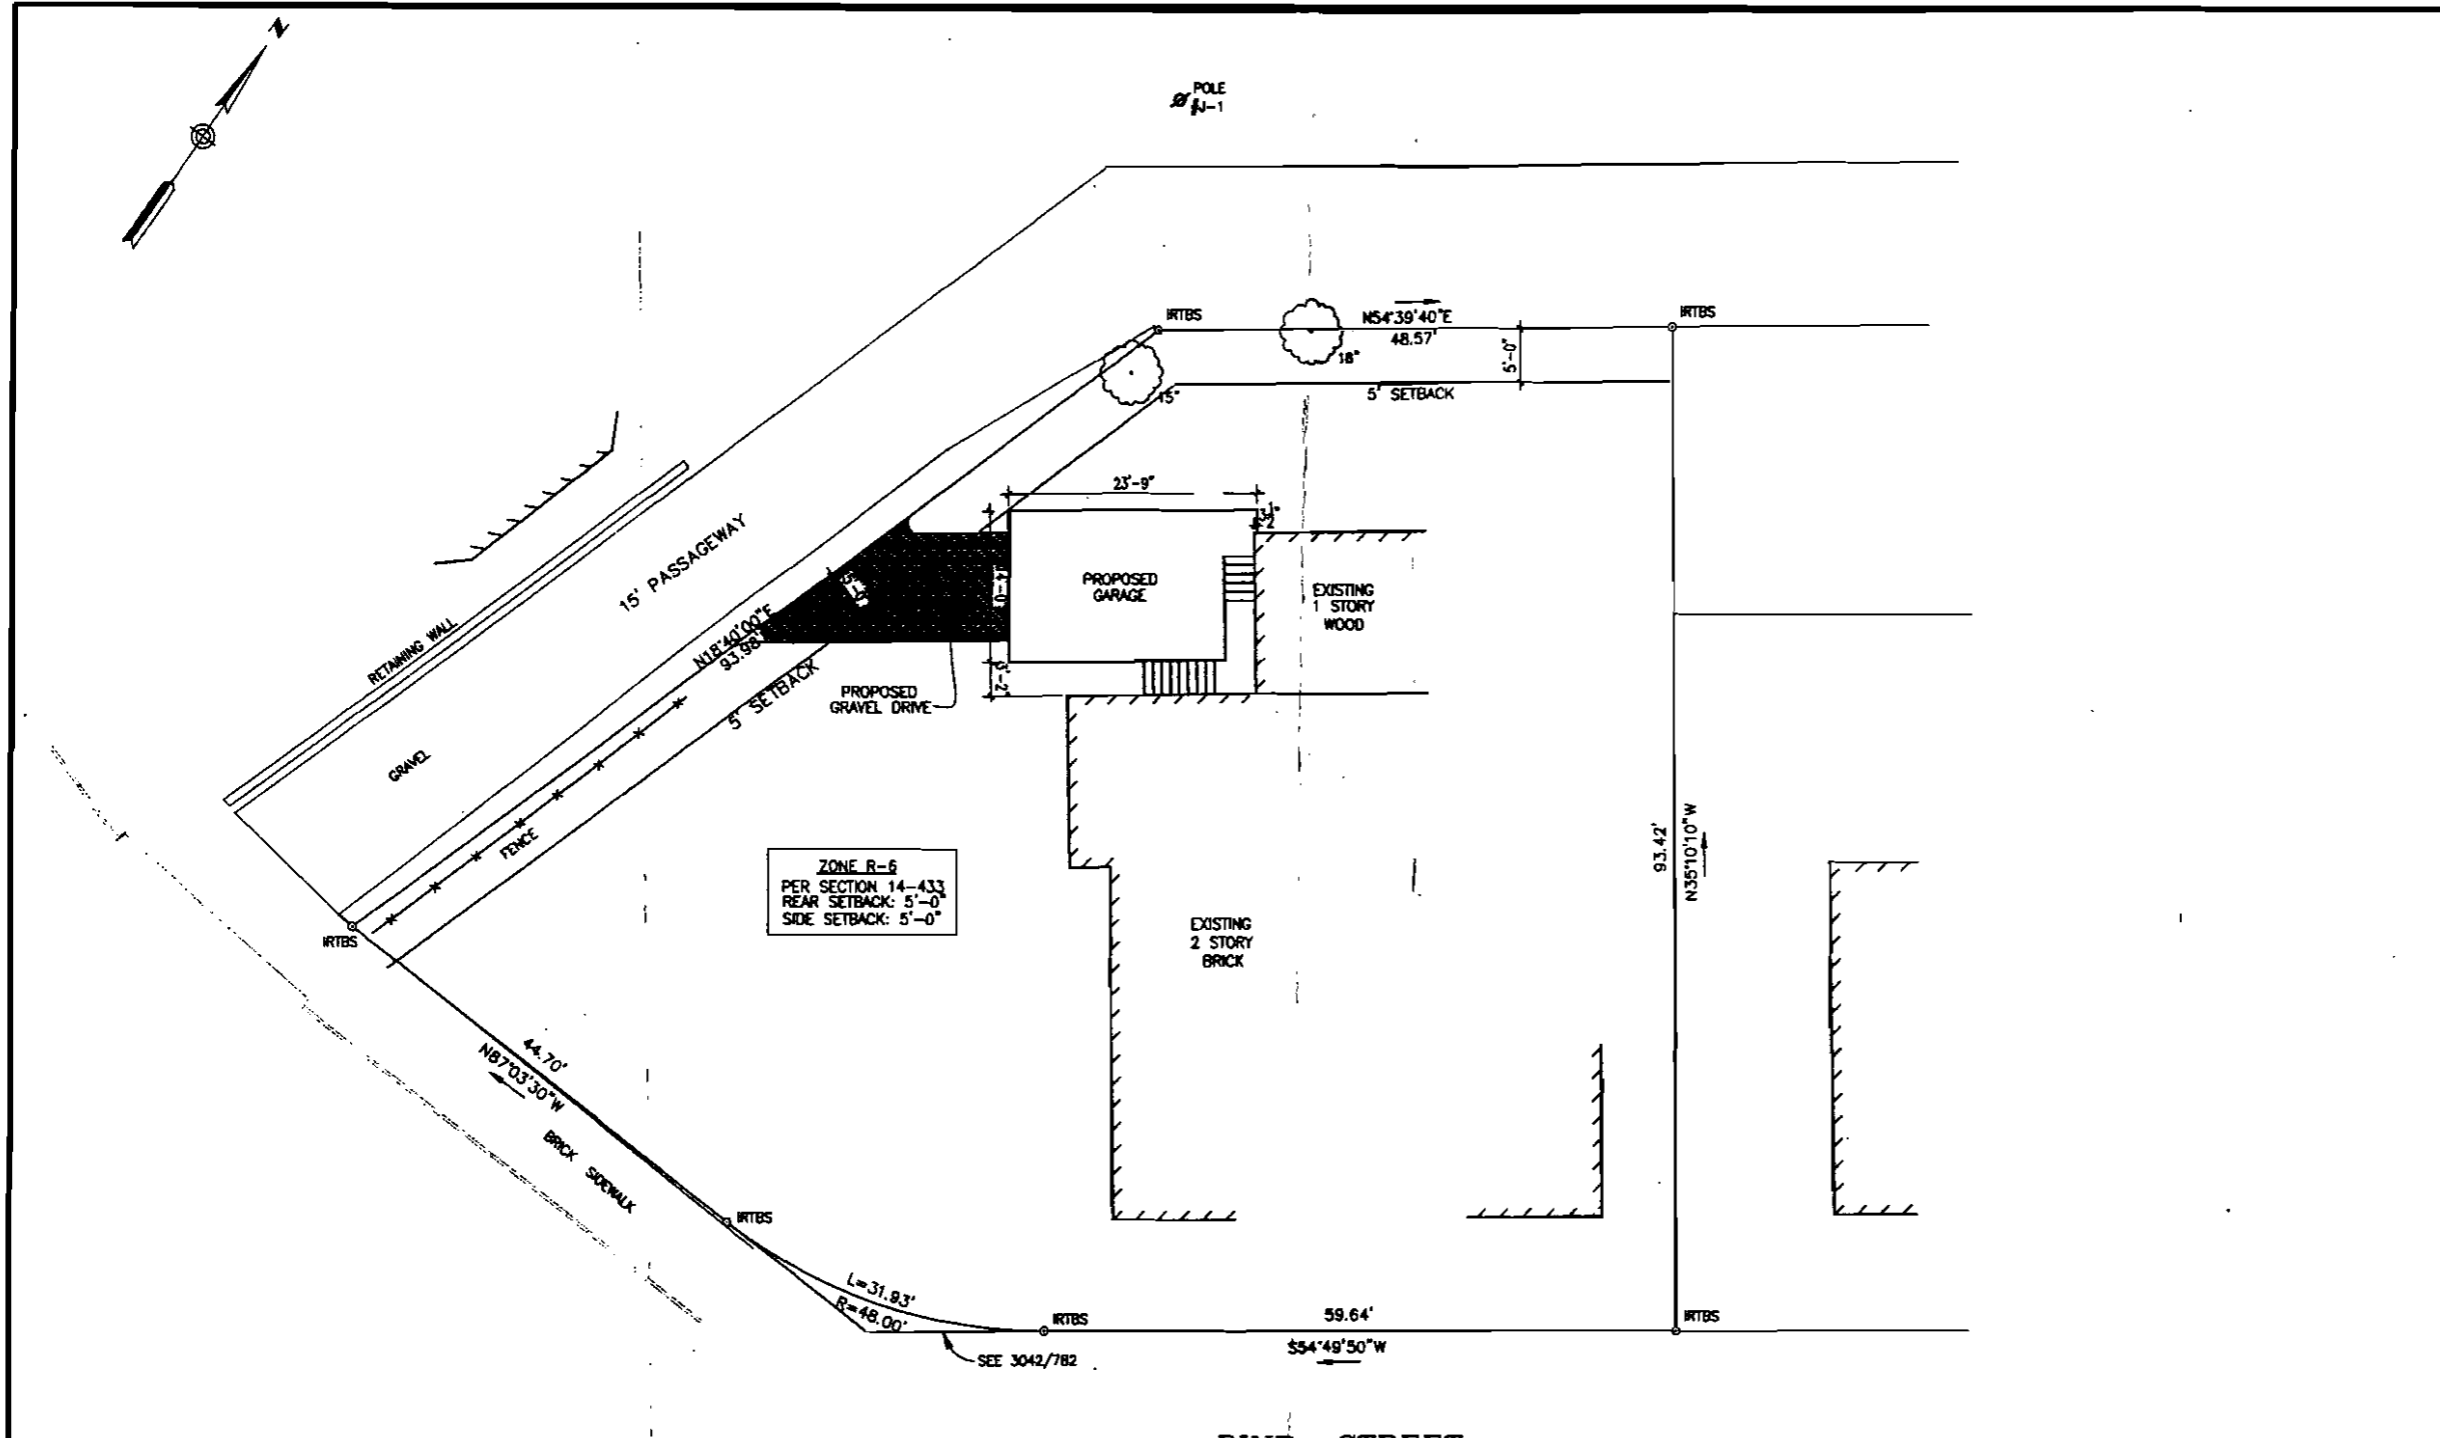 N
POLE
#J-1
IRTBS
N54°39'40"E
48.57'
IRTBS
18"
5'-0"
15"
5' SETBACK
23'-9"
15' PASSAGEWAY
PROPOSED
GARAGE
EXISTING
1 STORY
WOOD
RETAINING WALL
N18°40'00"E
93.98'
5' SETBACK
3'-2"
PROPOSED
GRAVEL DRIVE
GRAVEL
FENCE
ZONE R-6
PER SECTION 14-433
REAR SETBACK: 5'-0"
SIDE SETBACK: 5'-0"
93.42'
N35°10'10"W
IRTBS
EXISTING
2 STORY
BRICK
44.70'
N87°03'30"W
BRICK SIDEWALK
IRTBS
L=31.93'
R=48.00'
IRTBS
59.64'
IRTBS
S54°49'50"W
SEE 3042/782